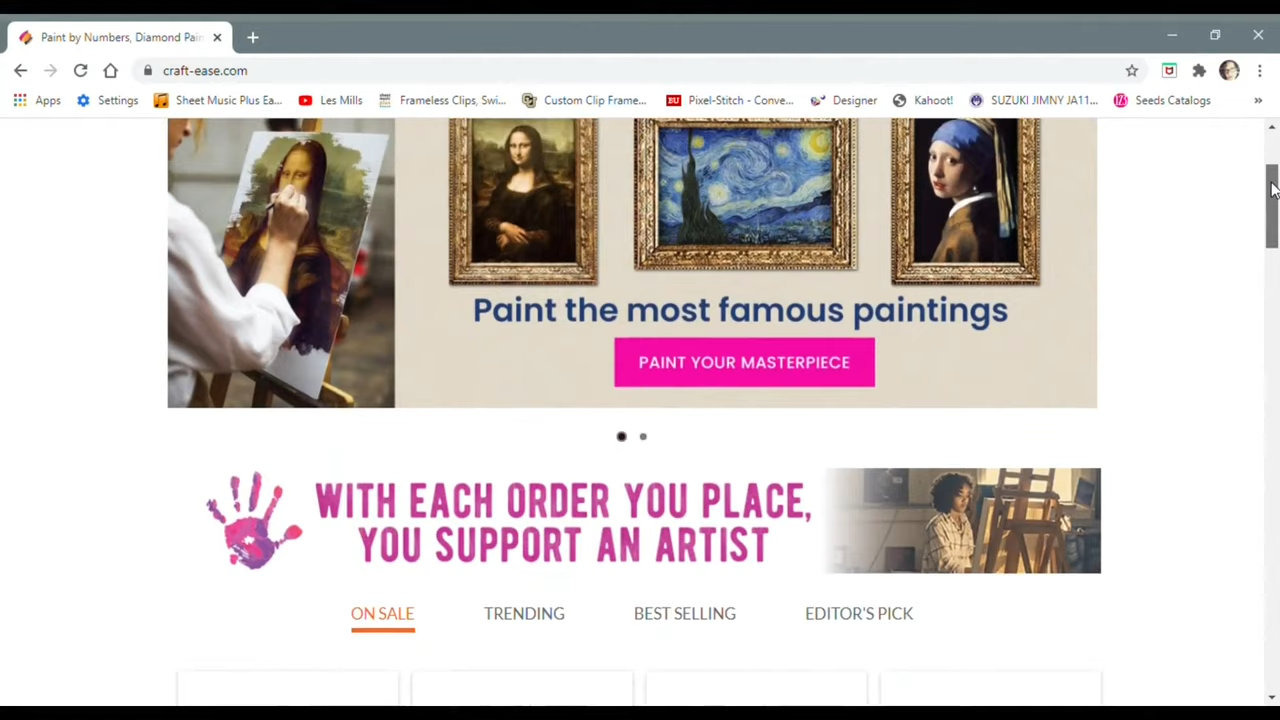 Paint by Numbers, Diamond Pain
craft-ease.com
Apps Settings Sheet Music Plus Ea... Les Mills Frameless Clips, Swi... Custom Clip Frame... Pixel-Stitch - Conve... Designer Kahoot! SUZUKI JIMNY JA11... Seeds Catalogs
Paint the most famous paintings
PAINT YOUR MASTERPIECE
WITH EACH ORDER YOU PLACE,
YOU SUPPORT AN ARTIST
ON SALE TRENDING BEST SELLING EDITOR'S PICK